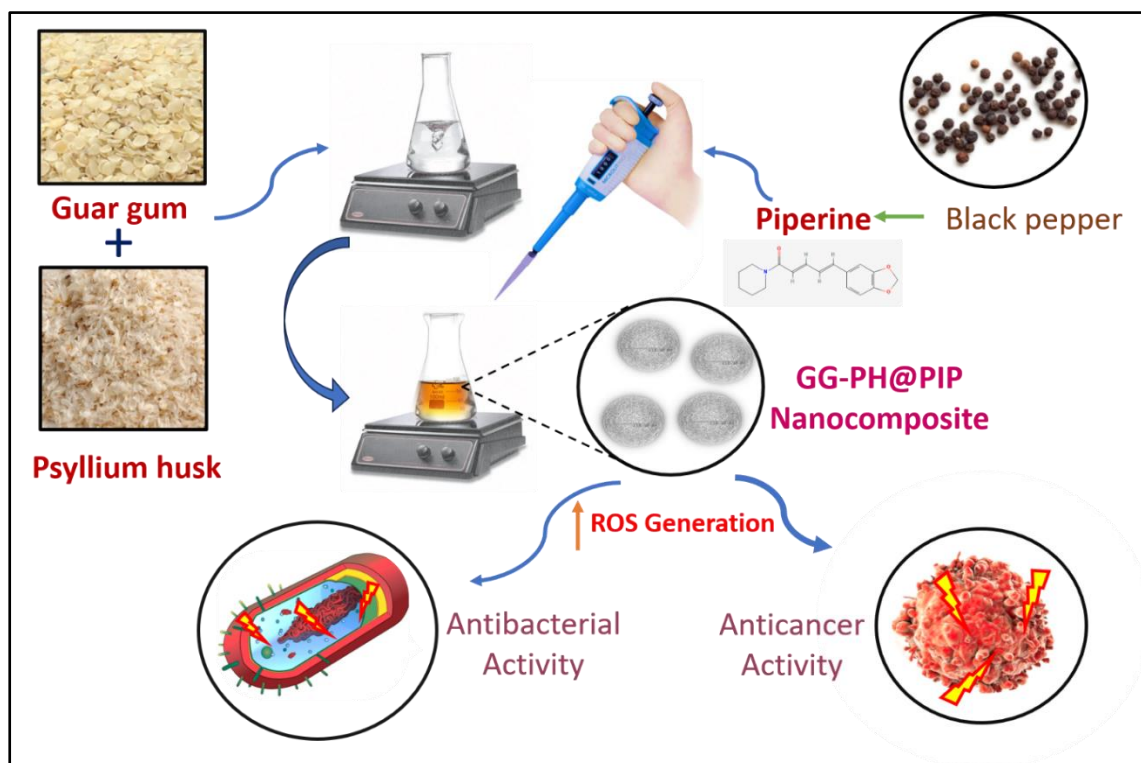 Guar gum
+
Psyllium husk
Piperine
Black pepper
O
N
H
H
H
H
O
O
GG-PH@PIP
Nanocomposite
ROS Generation
Antibacterial
Activity
Anticancer
Activity